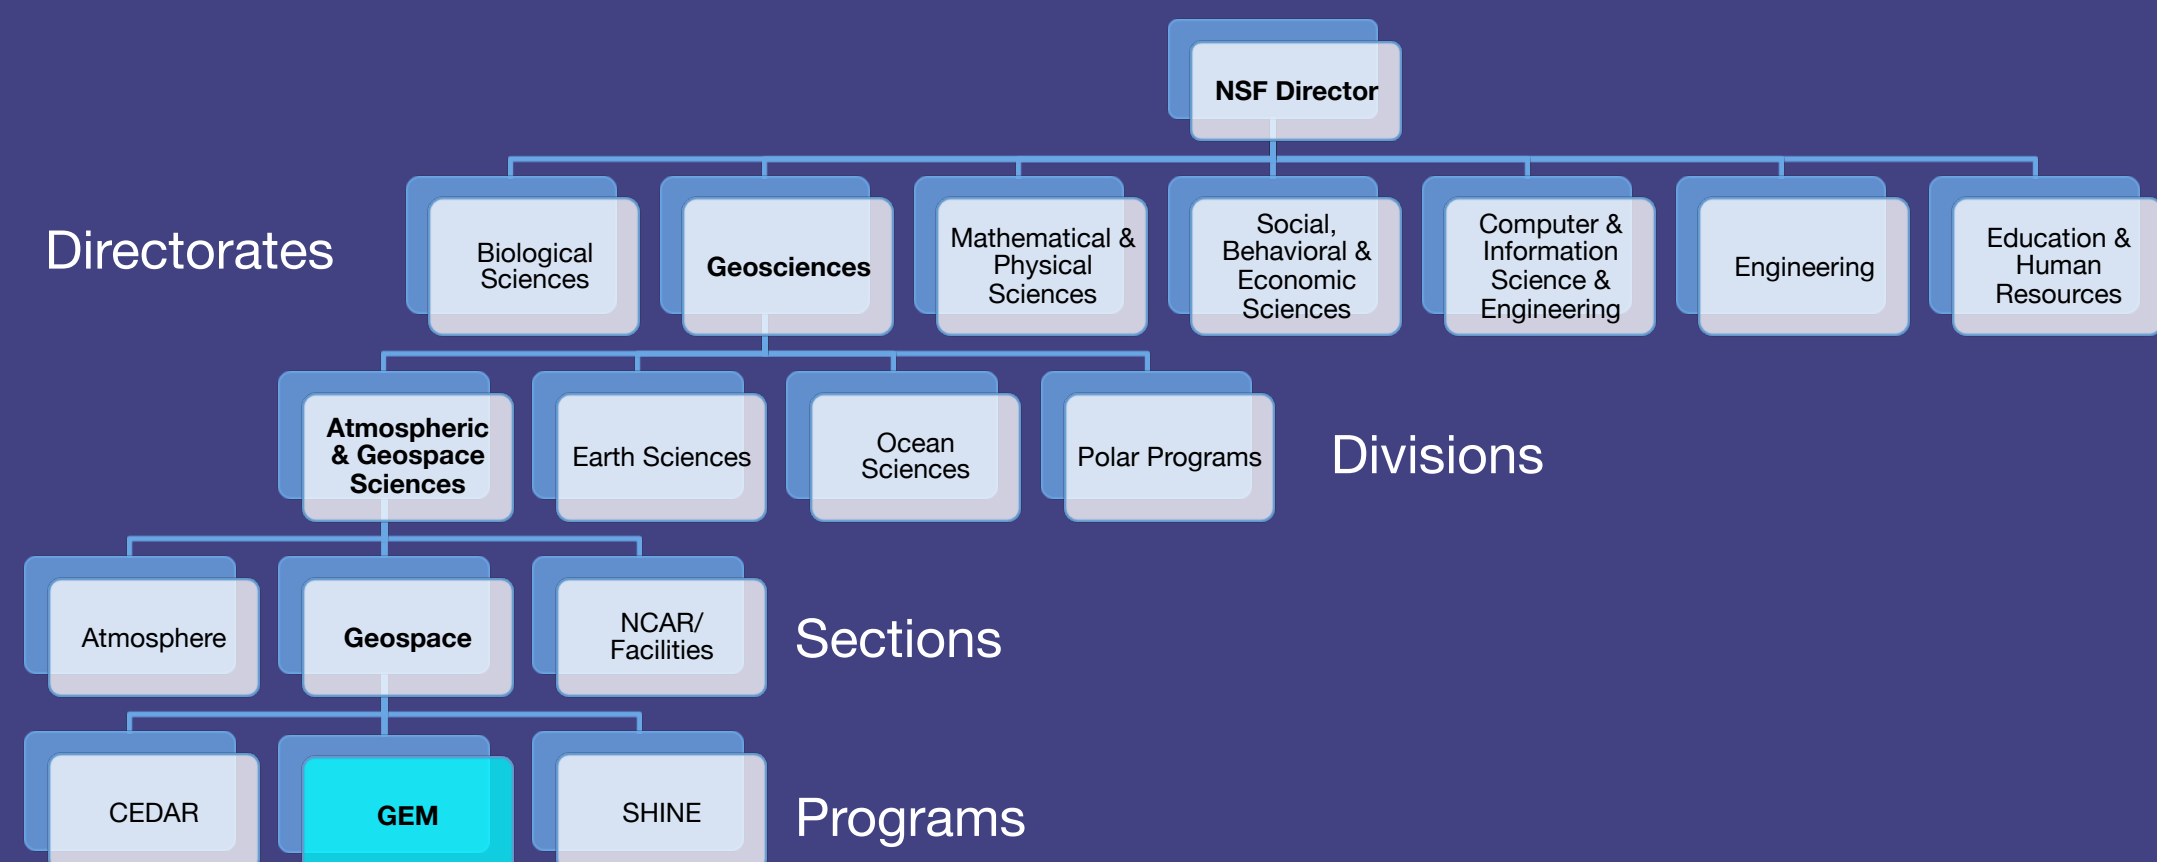 NSF Director
Directorates
Biological
Sciences
Geosciences
Mathematical &
Physical
Sciences
Social,
Behavioral &
Economic
Sciences
Computer &
Information
Science &
Engineering
Engineering
Education &
Human
Resources
Atmospheric
& Geospace
Sciences
Earth Sciences
Ocean
Sciences
Polar Programs
Divisions
Atmosphere
Geospace
NCAR/
Facilities
Sections
CEDAR
GEM
SHINE
Programs